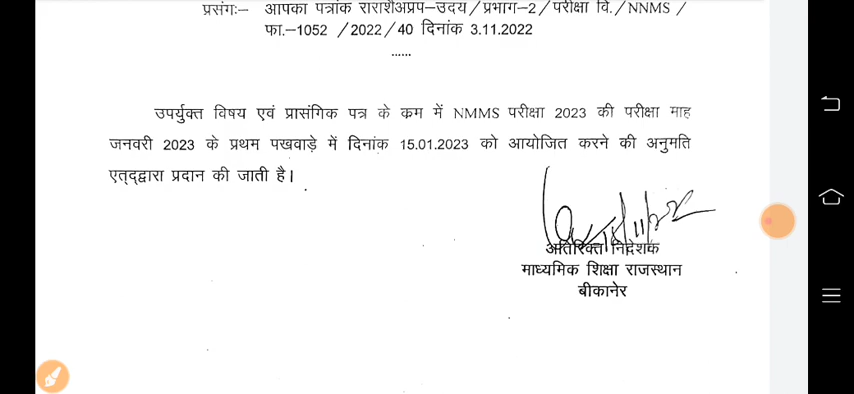 प्रसंगः– आपका पत्रांक राराशैअप्रप–उदय/प्रभाग–2/परीक्षा वि./NNMS/
फा.–1052 /2022/40 दिनांक 3.11.2022
......
उपर्युक्त विषय एवं प्रासंगिक पत्र के क्रम में NMMS परीक्षा 2023 की परीक्षा माह
जनवरी 2023 के प्रथम पखवाड़े में दिनांक 15.01.2023 को आयोजित करने की अनुमति
एत्द्द्वारा प्रदान की जाती है।
अतिरिक्त निदेशक
माध्यमिक शिक्षा राजस्थान
बीकानेर